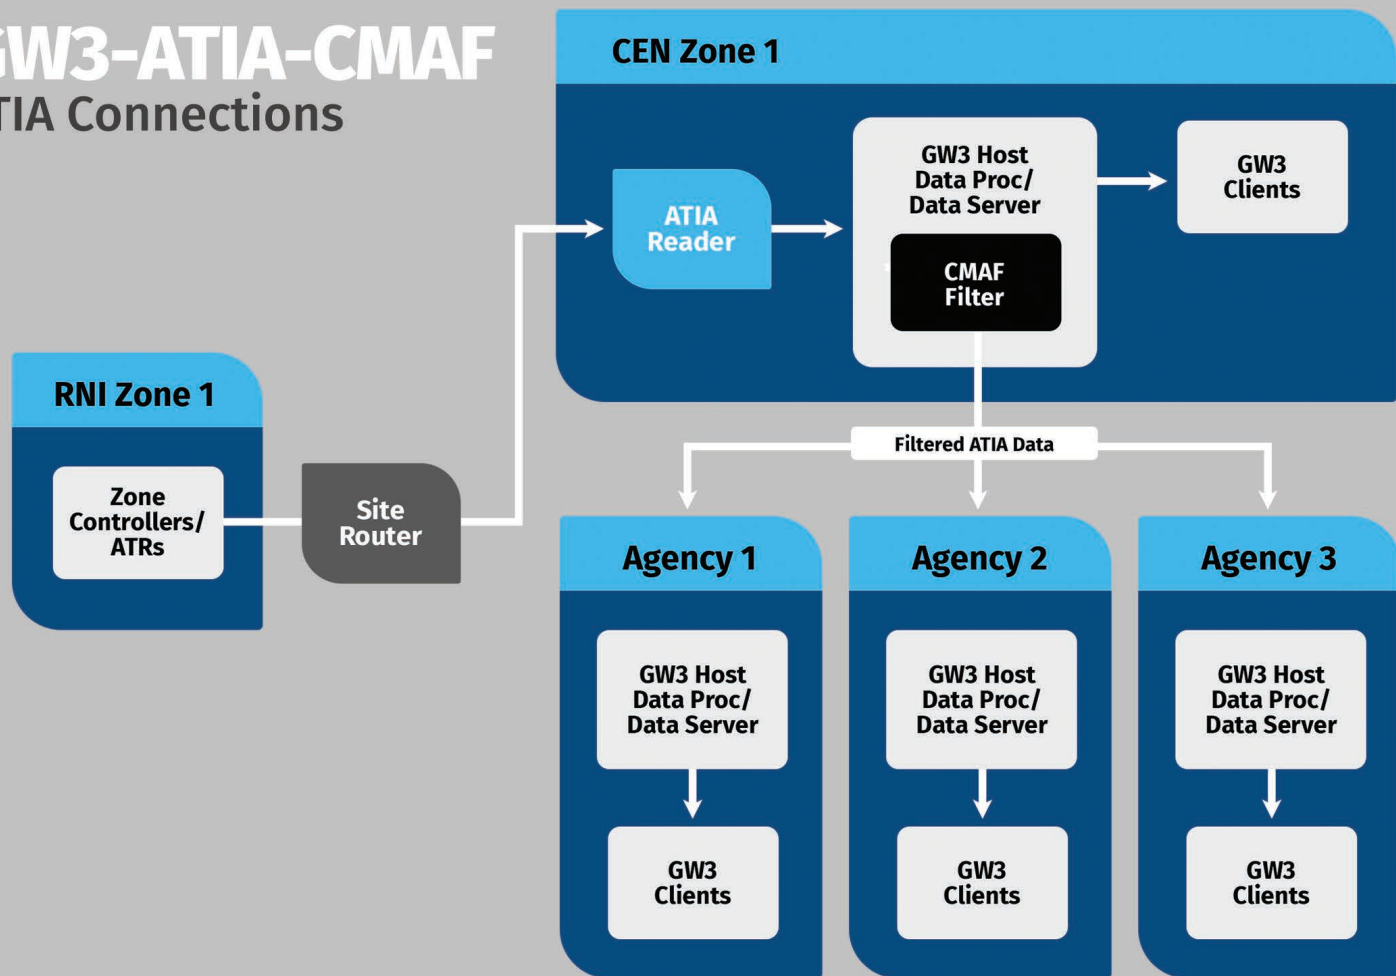 GW3-ATIA-CMAF
TIA Connections
CEN Zone 1
ATIA
Reader
GW3 Host
Data Proc/
Data Server
CMAF
Filter
GW3
Clients
RNI Zone 1
Zone
Controllers/
ATRs
Site
Router
Filtered ATIA Data
Agency 1
GW3 Host
Data Proc/
Data Server
GW3
Clients
Agency 2
GW3 Host
Data Proc/
Data Server
GW3
Clients
Agency 3
GW3 Host
Data Proc/
Data Server
GW3
Clients